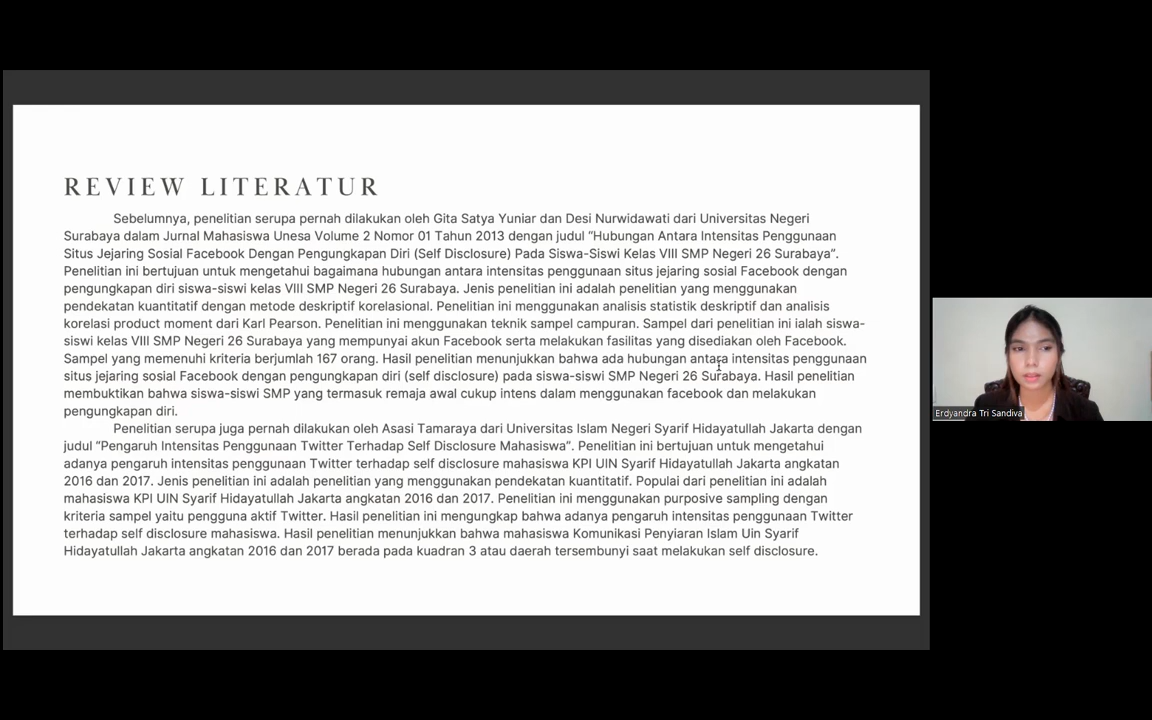 REVIEW LITERATUR
Sebelumnya, penelitian serupa pernah dilakukan oleh Gita Satya Yuniar dan Desi Nurwidawati dari Universitas Negeri
Surabaya dalam Jurnal Mahasiswa Unesa Volume 2 Nomor 01 Tahun 2013 dengan judul “Hubungan Antara Intensitas Penggunaan
Situs Jejaring Sosial Facebook Dengan Pengungkapan Diri (Self Disclosure) Pada Siswa-Siswi Kelas VIII SMP Negeri 26 Surabaya”.
Penelitian ini bertujuan untuk mengetahui bagaimana hubungan antara intensitas penggunaan situs jejaring sosial Facebook dengan
pengungkapan diri siswa-siswi kelas VIII SMP Negeri 26 Surabaya. Jenis penelitian ini adalah penelitian yang menggunakan
pendekatan kuantitatif dengan metode deskriptif korelasional. Penelitian ini menggunakan analisis statistik deskriptif dan analisis
korelasi product moment dari Karl Pearson. Penelitian ini menggunakan teknik sampel campuran. Sampel dari penelitian ini ialah siswa-
siswi kelas VIII SMP Negeri 26 Surabaya yang mempunyai akun Facebook serta melakukan fasilitas yang disediakan oleh Facebook.
Sampel yang memenuhi kriteria berjumlah 167 orang. Hasil penelitian menunjukkan bahwa ada hubungan antara intensitas penggunaan
situs jejaring sosial Facebook dengan pengungkapan diri (self disclosure) pada siswa-siswi SMP Negeri 26 Surabaya. Hasil penelitian
membuktikan bahwa siswa-siswi SMP yang termasuk remaja awal cukup intens dalam menggunakan facebook dan melakukan
pengungkapan diri.
Penelitian serupa juga pernah dilakukan oleh Asasi Tamaraya dari Universitas Islam Negeri Syarif Hidayatullah Jakarta dengan
judul “Pengaruh Intensitas Penggunaan Twitter Terhadap Self Disclosure Mahasiswa”. Penelitian ini bertujuan untuk mengetahui
adanya pengaruh intensitas penggunaan Twitter terhadap self disclosure mahasiswa KPI UIN Syarif Hidayatullah Jakarta angkatan
2016 dan 2017. Jenis penelitian ini adalah penelitian yang menggunakan pendekatan kuantitatif. Populai dari penelitian ini adalah
mahasiswa KPI UIN Syarif Hidayatullah Jakarta angkatan 2016 dan 2017. Penelitian ini menggunakan purposive sampling dengan
kriteria sampel yaitu pengguna aktif Twitter. Hasil penelitian ini mengungkap bahwa adanya pengaruh intensitas penggunaan Twitter
terhadap self disclosure mahasiswa. Hasil penelitian menunjukkan bahwa mahasiswa Komunikasi Penyiaran Islam Uin Syarif
Hidayatullah Jakarta angkatan 2016 dan 2017 berada pada kuadran 3 atau daerah tersembunyi saat melakukan self disclosure.
Erdyandra Tri Sandiva